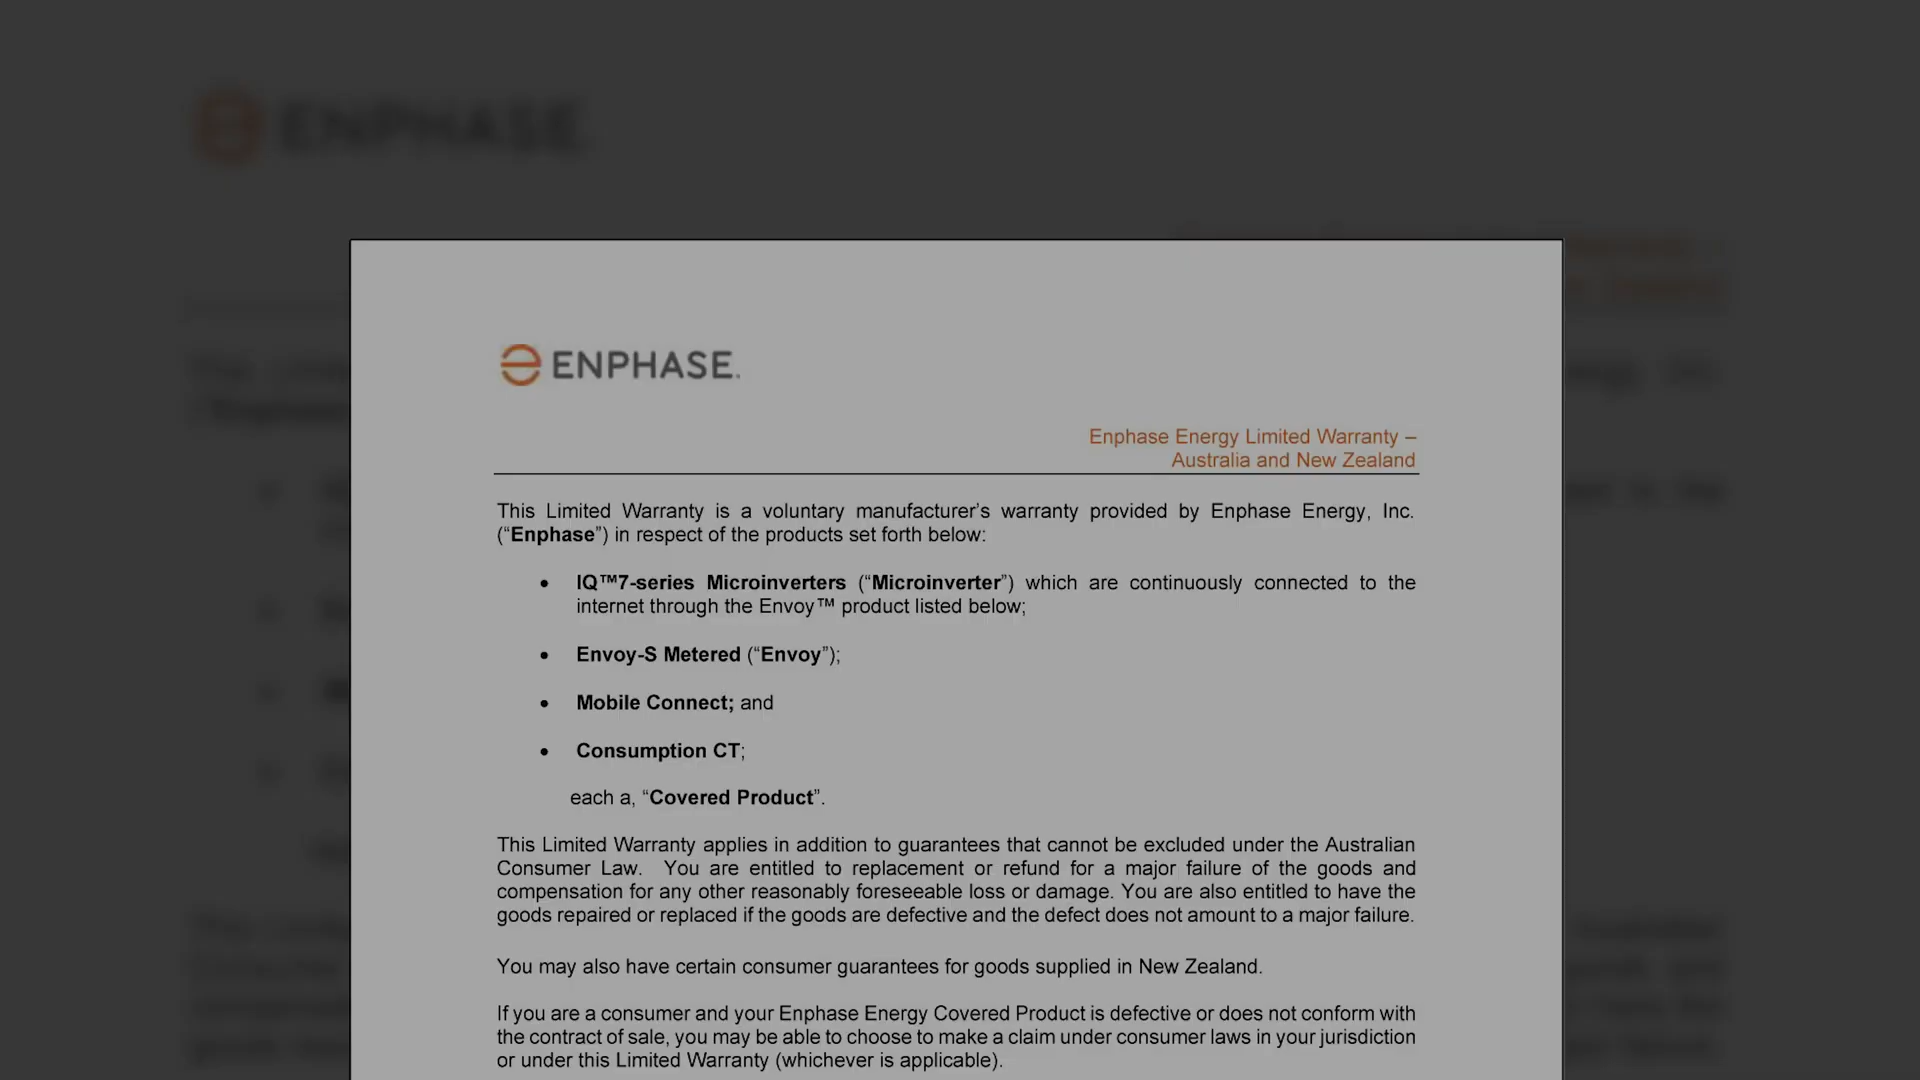 ENPHASE
ENPHASE.
Enphase Energy Limited Warranty –
Australia and New Zealand
This Limited Warranty is a voluntary manufacturer’s warranty provided by Enphase Energy, Inc.
(“Enphase”) in respect of the products set forth below:
• IQ™7-series Microinverters (“Microinverter”) which are continuously connected to the
internet through the Envoy™ product listed below;
• Envoy-S Metered (“Envoy”);
• Mobile Connect; and
• Consumption CT;
each a, “Covered Product”.
This Limited Warranty applies in addition to guarantees that cannot be excluded under the Australian
Consumer Law. You are entitled to replacement or refund for a major failure of the goods and
compensation for any other reasonably foreseeable loss or damage. You are also entitled to have the
goods repaired or replaced if the goods are defective and the defect does not amount to a major failure.
You may also have certain consumer guarantees for goods supplied in New Zealand.
If you are a consumer and your Enphase Energy Covered Product is defective or does not conform with
the contract of sale, you may be able to choose to make a claim under consumer laws in your jurisdiction
or under this Limited Warranty (whichever is applicable).